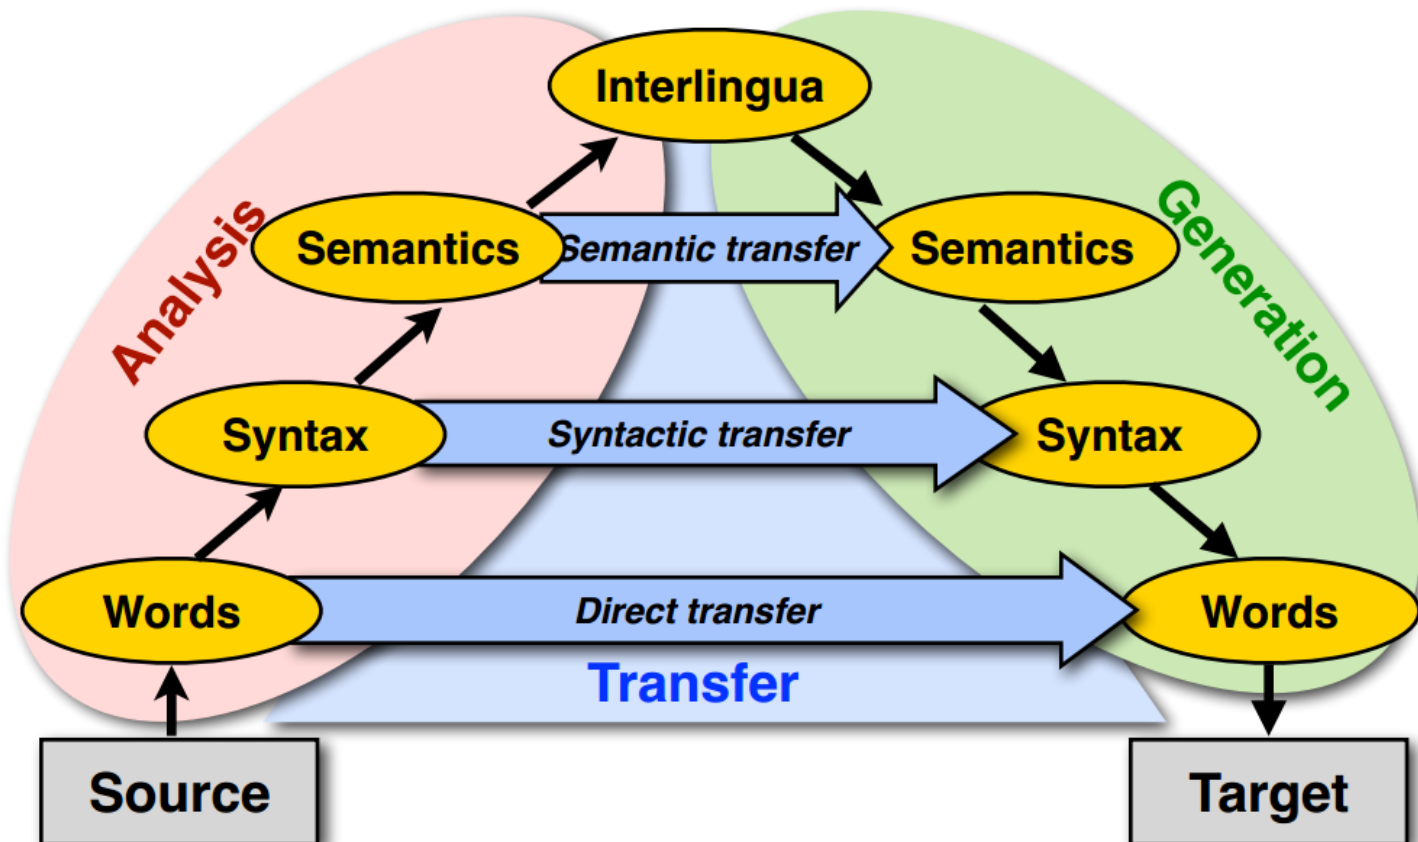 Interlingua
Analysis
Generation
Semantics
Semantic transfer
Semantics
Syntax
Syntactic transfer
Syntax
Words
Direct transfer
Words
Transfer
Source
Target